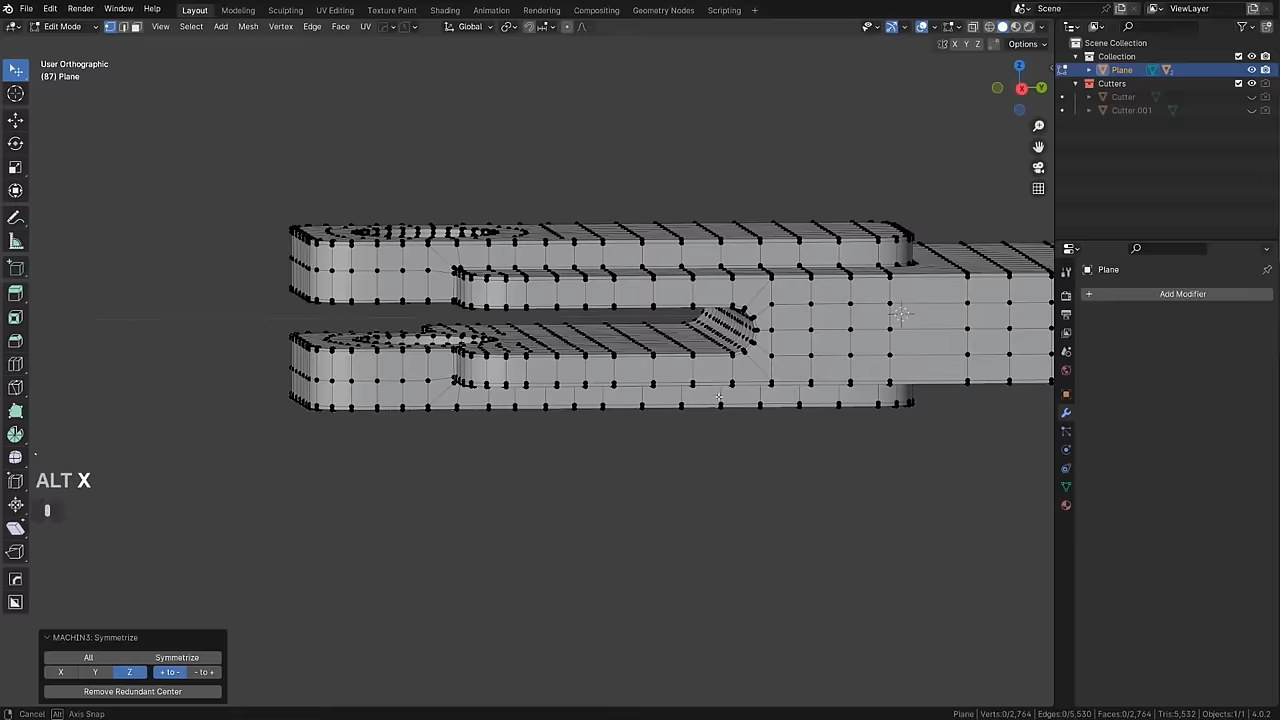 File Edit Render Window Help Layout Modeling Sculpting UV Editing Texture Paint Shading Animation Rendering Compositing Geometry Nodes Scripting + Scene ViewLayer
Edit Mode View Select Add Mesh Vertex Edge Face UV Global
X Y Z Options
User Orthographic
(87) Plane
Z
X
Y
Scene Collection
Collection
Plane
Cutters
Cutter
Cutter.001
Plane
+ Add Modifier
ALT X
MACHIN3: Symmetrize
All Symmetrize
X Y Z + to - - to +
Remove Redundant Center
Cancel Alt Axis Snap
Plane | Verts:0/2,764 | Edges:0/5,530 | Faces:0/2,764 | Tris:5,532 | Objects:1/1 | 4.0.2